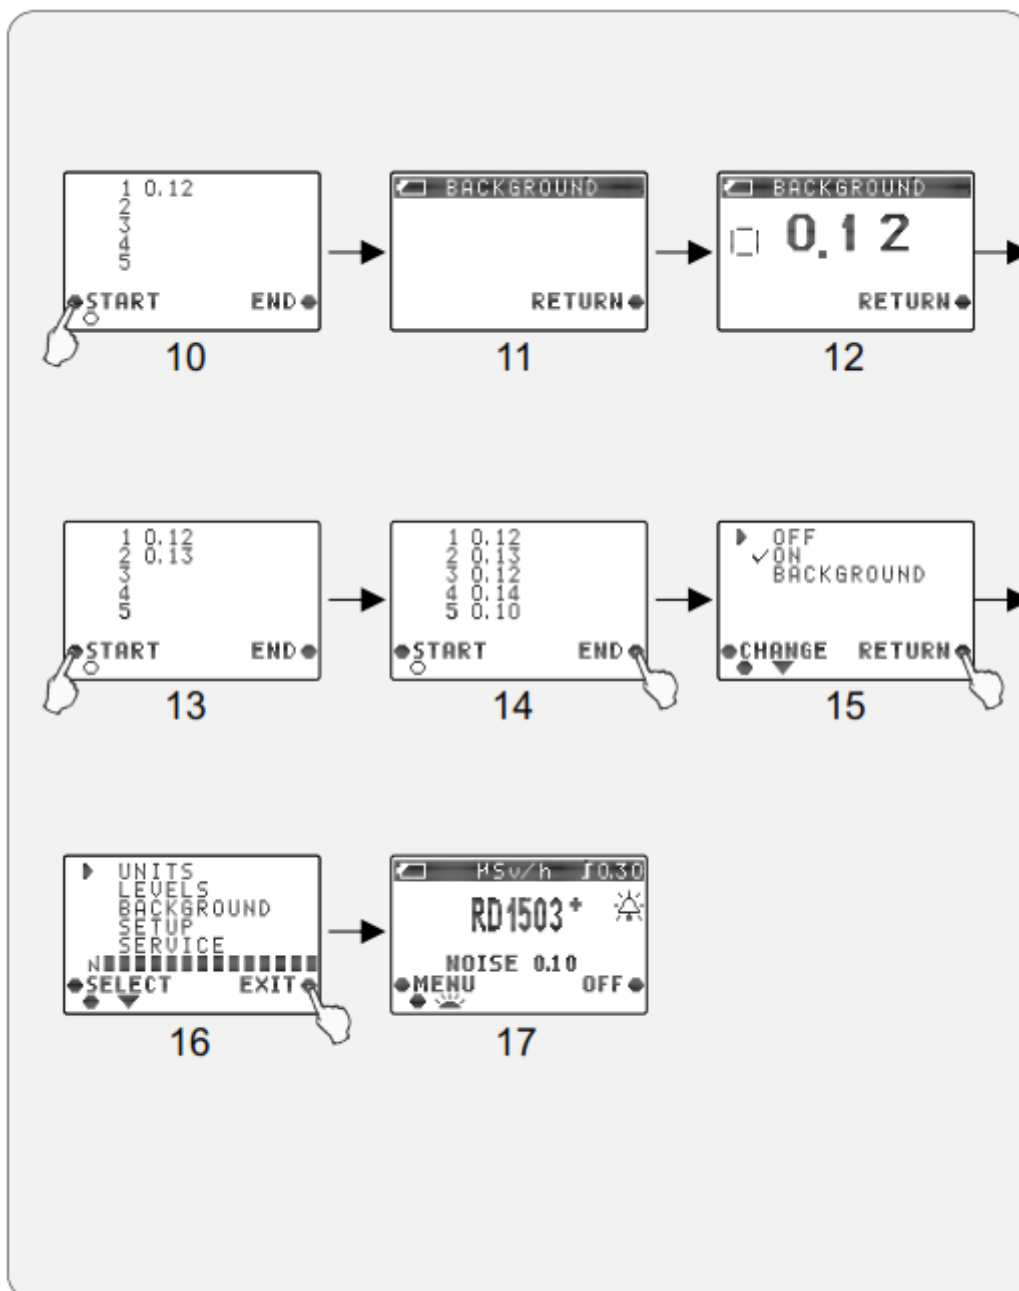 1 0.12
2
3
4
5
START END
10
BACKGROUND
RETURN
11
BACKGROUND
0.12
RETURN
12
1 0.12
2 0.13
3
4
5
START END
13
1 0.12
2 0.13
3 0.12
4 0.14
5 0.10
START END
14
OFF
✓ON
BACKGROUND
CHANGE RETURN
15
UNITS
LEVELS
BACKGROUND
SETUP
SERVICE
N
SELECT EXIT
16
µSv/h 0.30
RD1503+
NOISE 0.10
MENU OFF
17